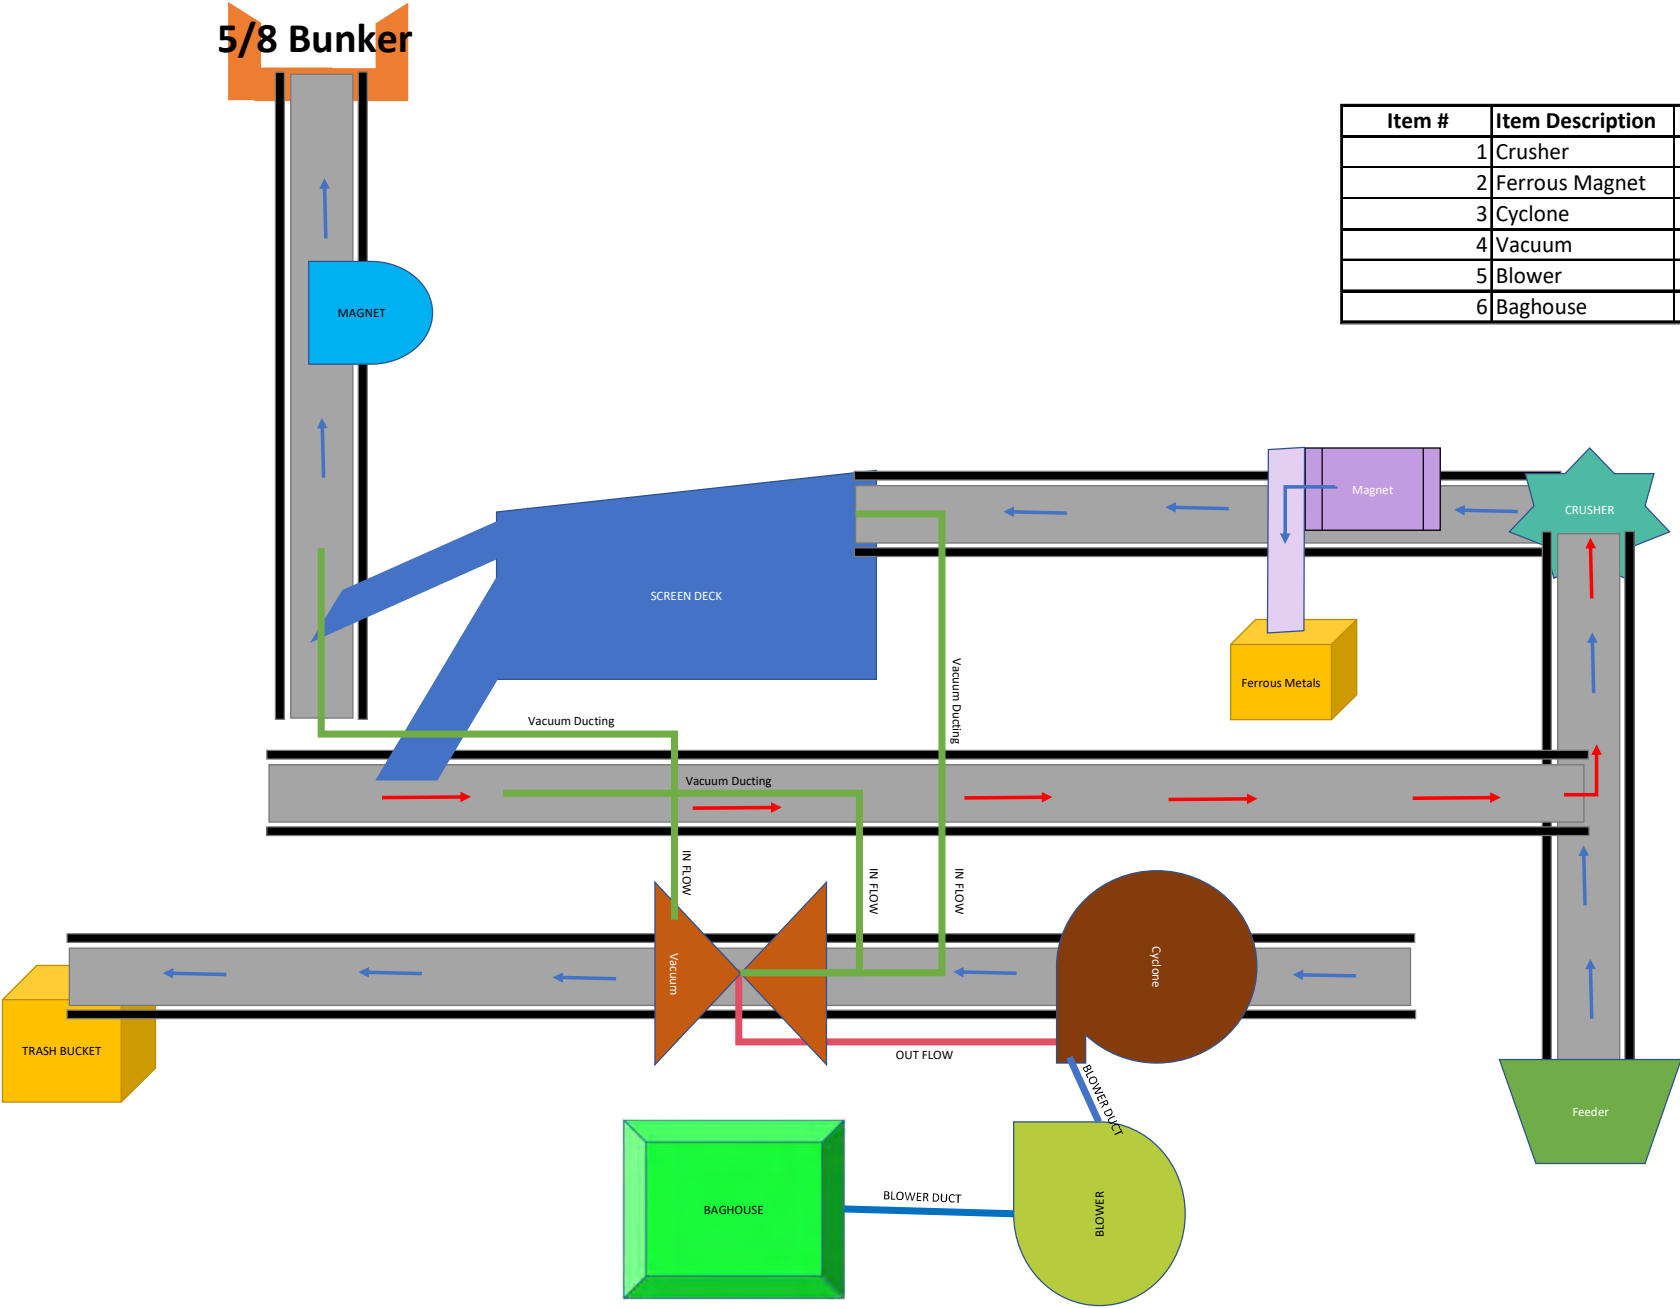 5/8 Bunker
Item # Item Description
1 Crusher
2 Ferrous Magnet
3 Cyclone
4 Vacuum
5 Blower
6 Baghouse
MAGNET
Magnet
CRUSHER
SCREEN DECK
Ferrous Metals
Vacuum Ducting
Vacuum Ducting
Vacuum Ducting
IN FLOW
IN FLOW
IN FLOW
Vacuum
Cyclone
TRASH BUCKET
OUT FLOW
BLOWER DUCT
Feeder
BAGHOUSE
BLOWER DUCT
BLOWER